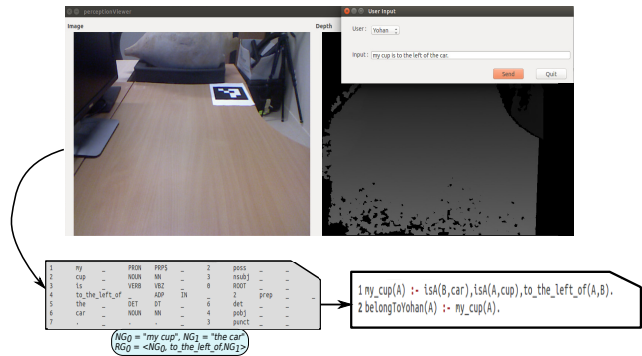 perceptionViewer
User Input
Image
Depth
User: Yohan
Input: my cup is to the left of the car.
Send Quit
1 my _ PRON PRP$ _ 2 poss _ _
2 cup _ NOUN NN _ 3 nsubj _ _
3 is _ VERB VBZ _ 0 ROOT _ _
4 to_the_left_of _ ADP IN _ 2 prep _ _
5 the _ DET DT _ 6 det _ _
6 car _ NOUN NN _ 4 pobj _ _
7 . _ . . _ 3 punct _ _
NG0 = "my cup", NG1 = "the car"
RG0 = <NG0, to_the_left_of,NG1>
1 my_cup(A) :- isA(B,car),isA(A,cup),to_the_left_of(A,B).
2 belongToYohan(A) :- my_cup(A).